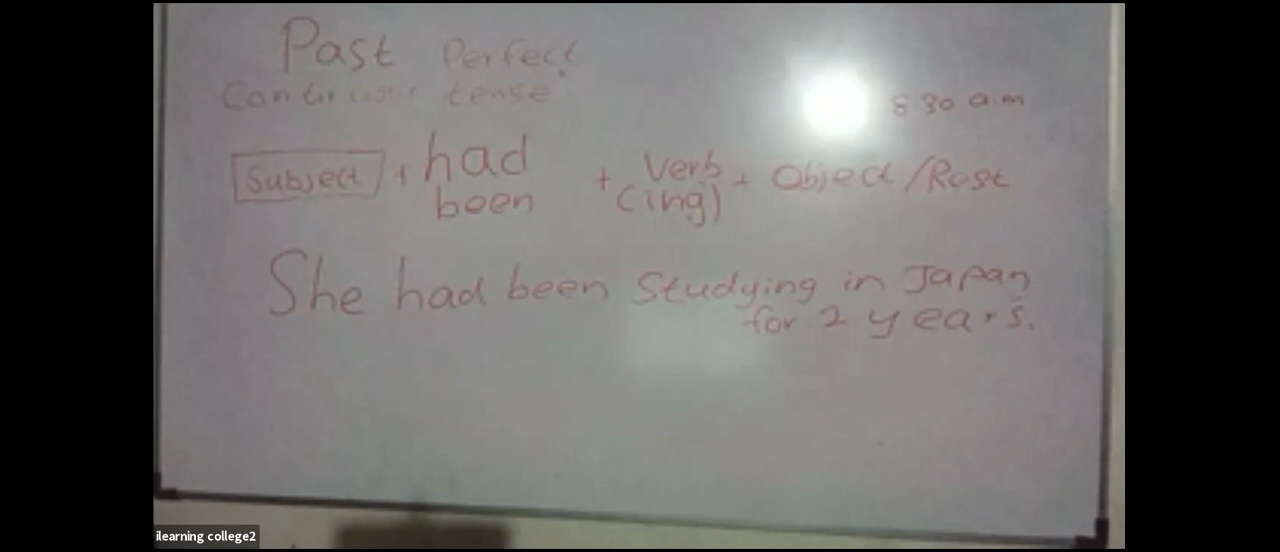 Past Perfect
Continuous tense
30 a.m
Subject + had been + Verb (ing) + Object/Rest
She had been Studying in Japan
for 2 years.
ilearning college2